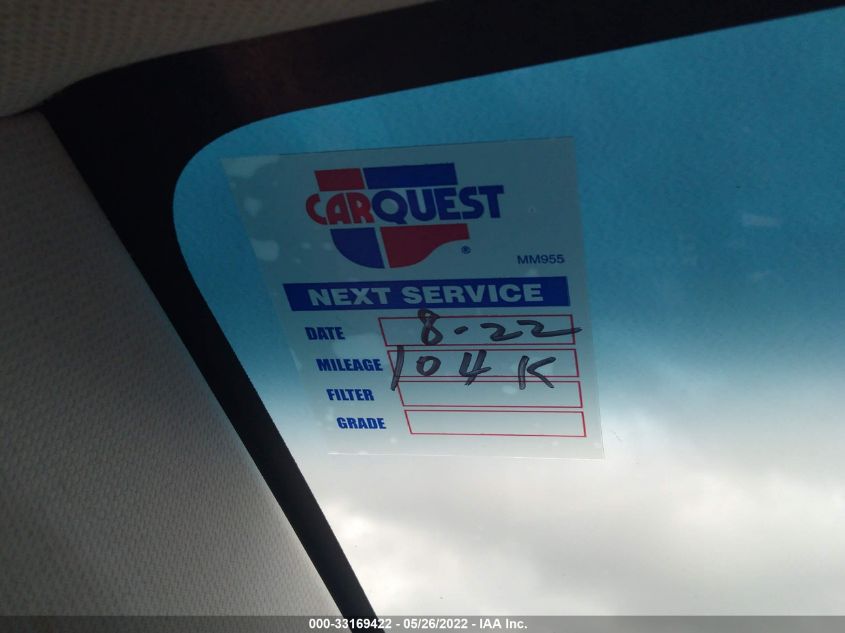 CARQUEST
®
MM955
NEXT SERVICE
DATE 8-22
MILEAGE 104K
FILTER
GRADE
000-33169422 - 05/26/2022 - IAA Inc.